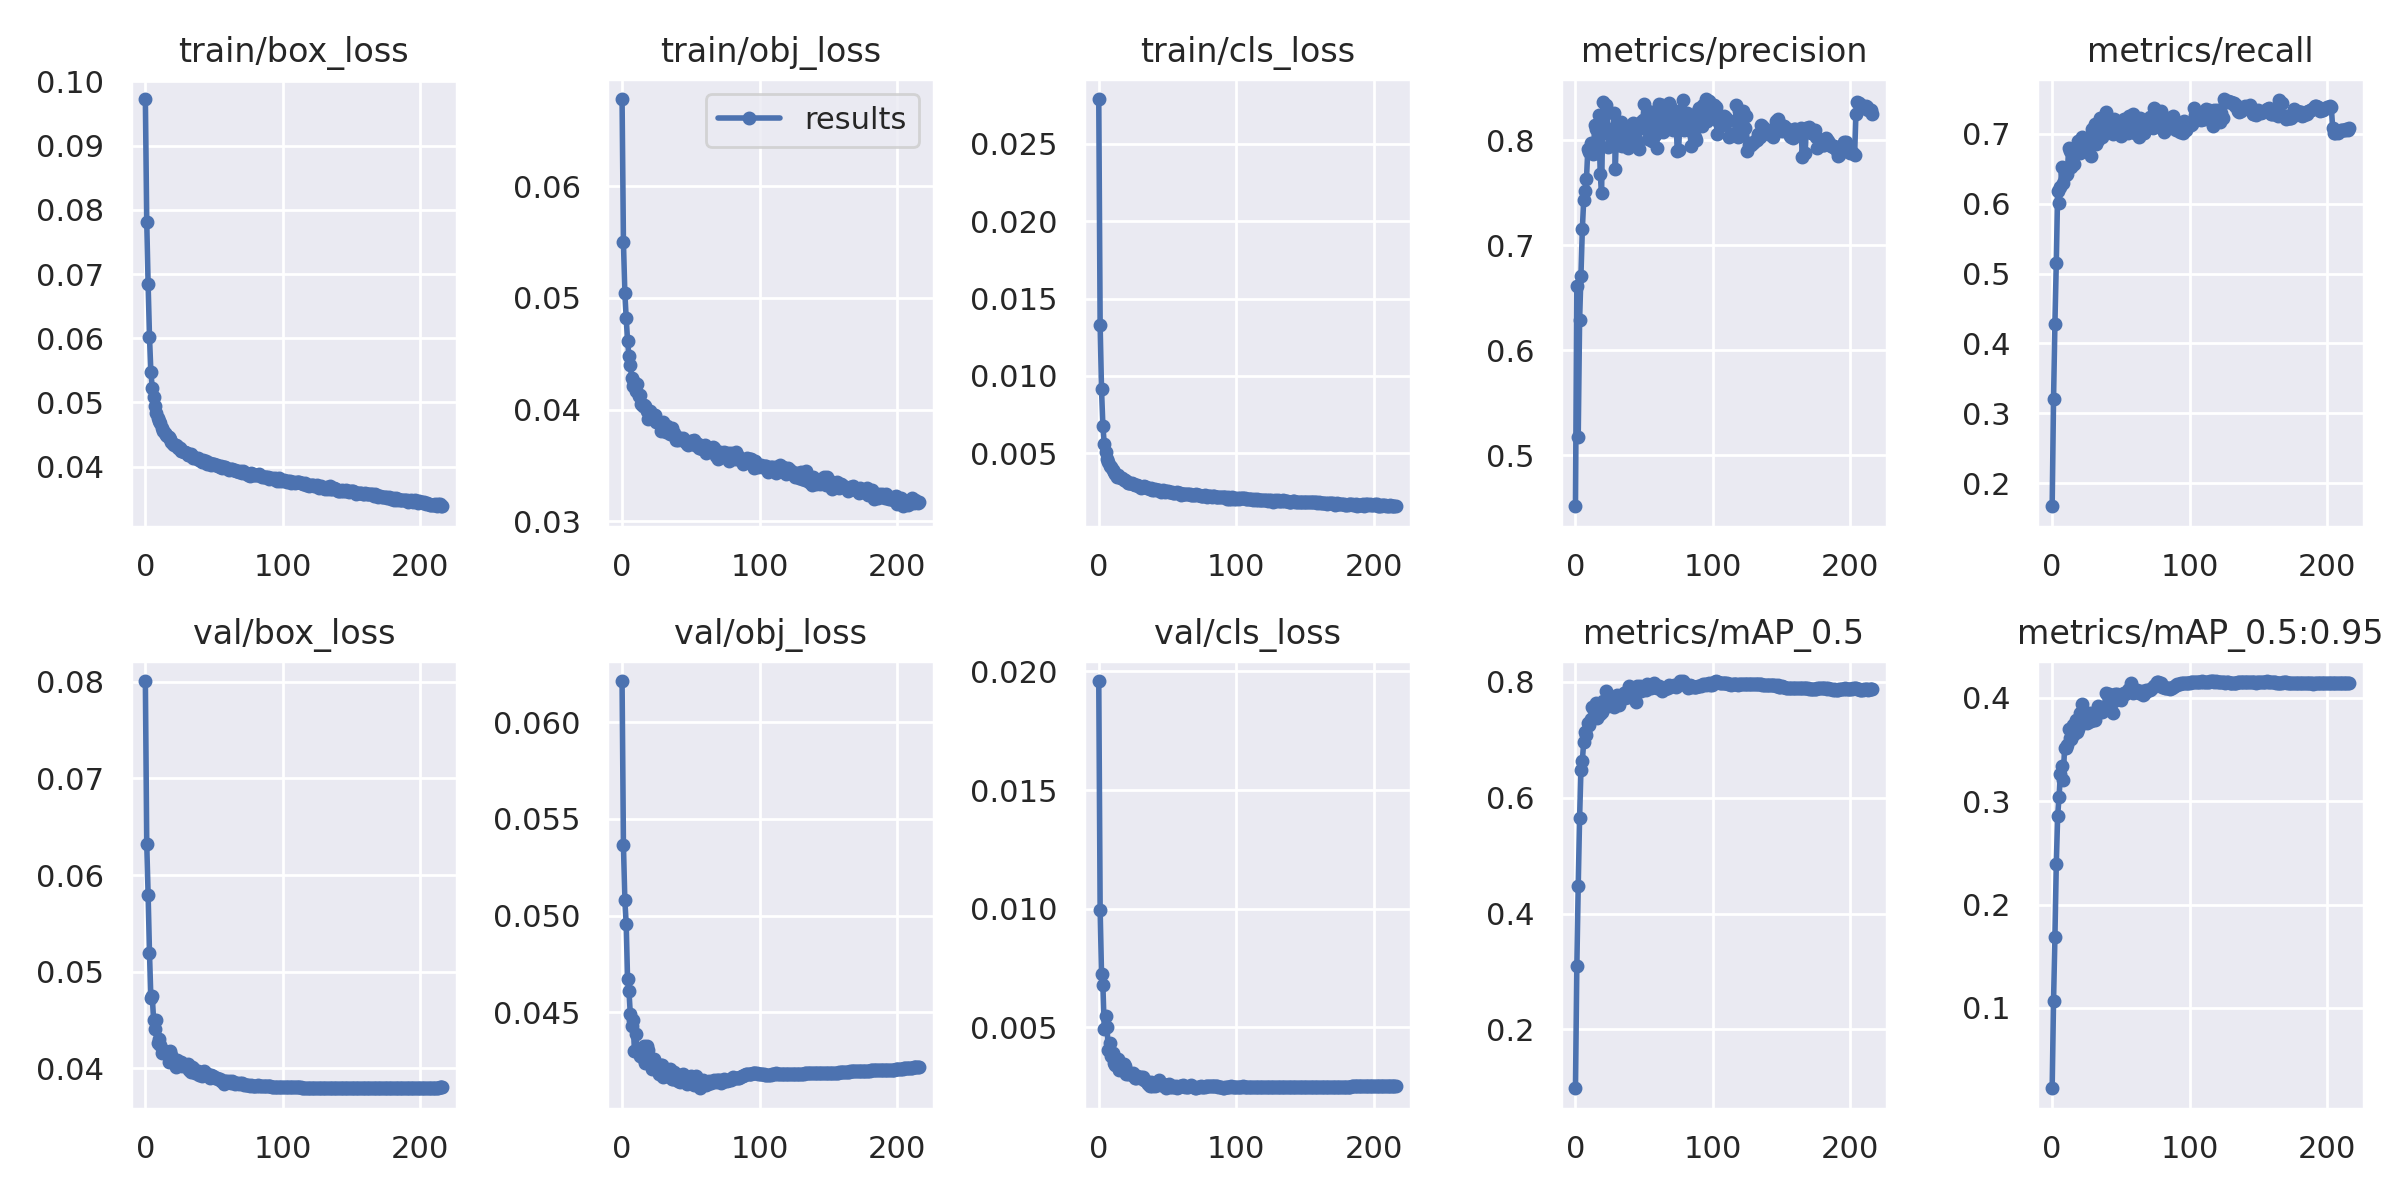 train/box_loss
0.10
0.09
0.08
0.07
0.06
0.05
0.04
0 100 200
train/obj_loss
results
0.06
0.05
0.04
0.03
0 100 200
train/cls_loss
0.025
0.020
0.015
0.010
0.005
0 100 200
metrics/precision
0.8
0.7
0.6
0.5
0 100 200
metrics/recall
0.7
0.6
0.5
0.4
0.3
0.2
0 100 200
val/box_loss
0.08
0.07
0.06
0.05
0.04
0 100 200
val/obj_loss
0.060
0.055
0.050
0.045
0 100 200
val/cls_loss
0.020
0.015
0.010
0.005
0 100 200
metrics/mAP_0.5
0.8
0.6
0.4
0.2
0 100 200
metrics/mAP_0.5:0.95
0.4
0.3
0.2
0.1
0 100 200